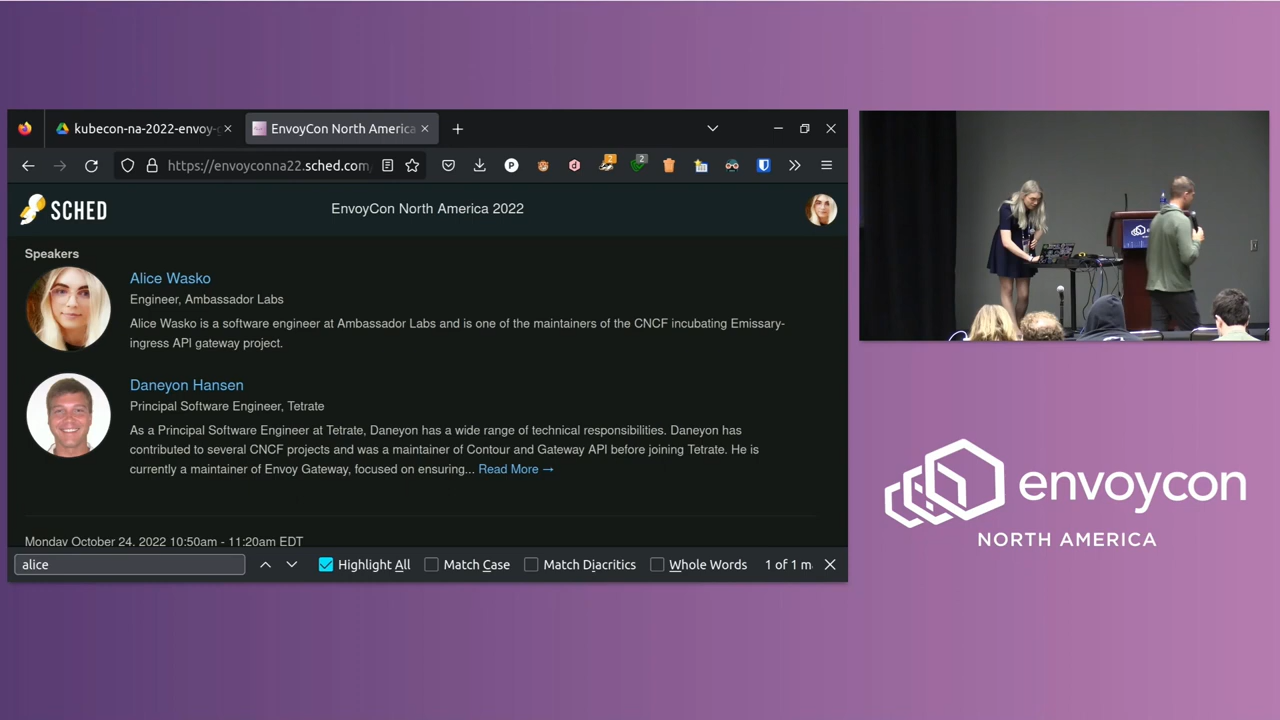 kubecon-na-2022-envoy-g
EnvoyCon North America
https://envoyconna22.sched.com/
P
2
2
SCHED
EnvoyCon North America 2022
Speakers
Alice Wasko
Engineer, Ambassador Labs
Alice Wasko is a software engineer at Ambassador Labs and is one of the maintainers of the CNCF incubating Emissary-
ingress API gateway project.
Daneyon Hansen
Principal Software Engineer, Tetrate
As a Principal Software Engineer at Tetrate, Daneyon has a wide range of technical responsibilities. Daneyon has
contributed to several CNCF projects and was a maintainer of Contour and Gateway API before joining Tetrate. He is
currently a maintainer of Envoy Gateway, focused on ensuring... Read More →
Monday October 24, 2022 10:50am - 11:20am EDT
alice
Highlight All
Match Case
Match Diacritics
Whole Words
1 of 1 m
envoycon
NORTH AMERICA